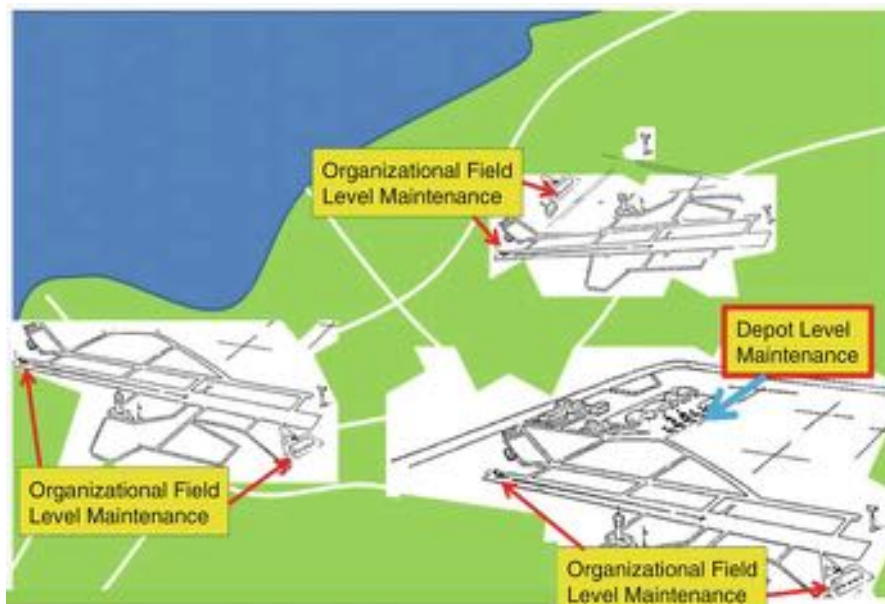 Organizational Field
Level Maintenance
Depot Level
Maintenance
Organizational Field
Level Maintenance
Organizational Field
Level Maintenance